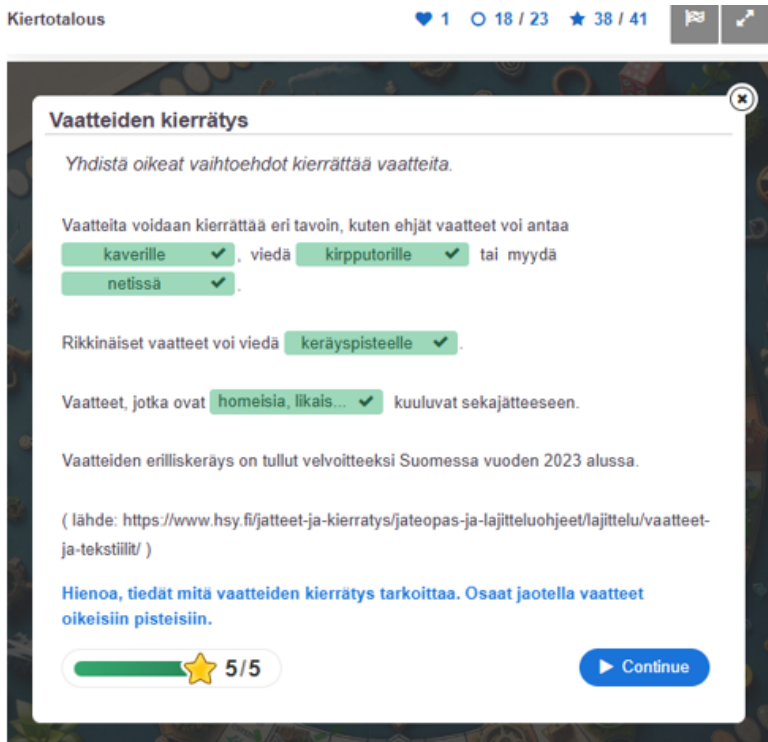 Kiertotalous 1 18 / 23 38 / 41
Vaatteiden kierrätys
Yhdistä oikeat vaihtoehdot kierrättää vaatteita.
Vaatteita voidaan kierrättää eri tavoin, kuten ehjät vaatteet voi antaa
kaverille , viedä kirpputorille tai myydä
netissä .
Rikkinäiset vaatteet voi viedä keräyspisteelle .
Vaatteet, jotka ovat homeisia, likais... kuuluvat sekajätteeseen.
Vaatteiden erilliskeräys on tullut velvoitteeksi Suomessa vuoden 2023 alussa.
( lähde: https://www.hsy.fi/jatteet-ja-kierratys/jateopas-ja-lajitteluohjeet/lajittelu/vaatteet-
ja-tekstiilit/ )
Hienoa, tiedät mitä vaatteiden kierrätys tarkoittaa. Osaat jaotella vaatteet
oikeisiin pisteisiin.
5/5 Continue